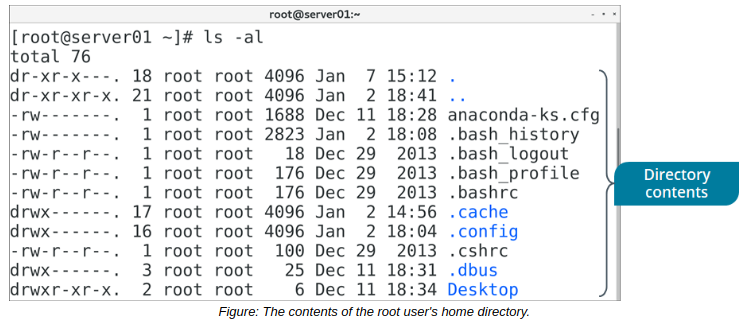 root@server01:~
[root@server01 ~]# ls -al
total 76
dr-xr-x---. 18 root root 4096 Jan  7 15:12 .
dr-xr-xr-x. 21 root root 4096 Jan  2 18:41 ..
-rw-------.  1 root root 1688 Dec 11 18:28 anaconda-ks.cfg
-rw-------.  1 root root 2823 Jan  2 18:08 .bash_history
-rw-r--r--.  1 root root   18 Dec 29  2013 .bash_logout
-rw-r--r--.  1 root root  176 Dec 29  2013 .bash_profile
-rw-r--r--.  1 root root  176 Dec 29  2013 .bashrc
drwx------. 17 root root 4096 Jan  2 14:56 .cache
drwx------. 16 root root 4096 Jan  2 18:04 .config
-rw-r--r--.  1 root root  100 Dec 29  2013 .cshrc
drwx------.  3 root root   25 Dec 11 18:31 .dbus
drwxr-xr-x.  2 root root    6 Dec 11 18:34 Desktop
Directory
contents
Figure: The contents of the root user's home directory.